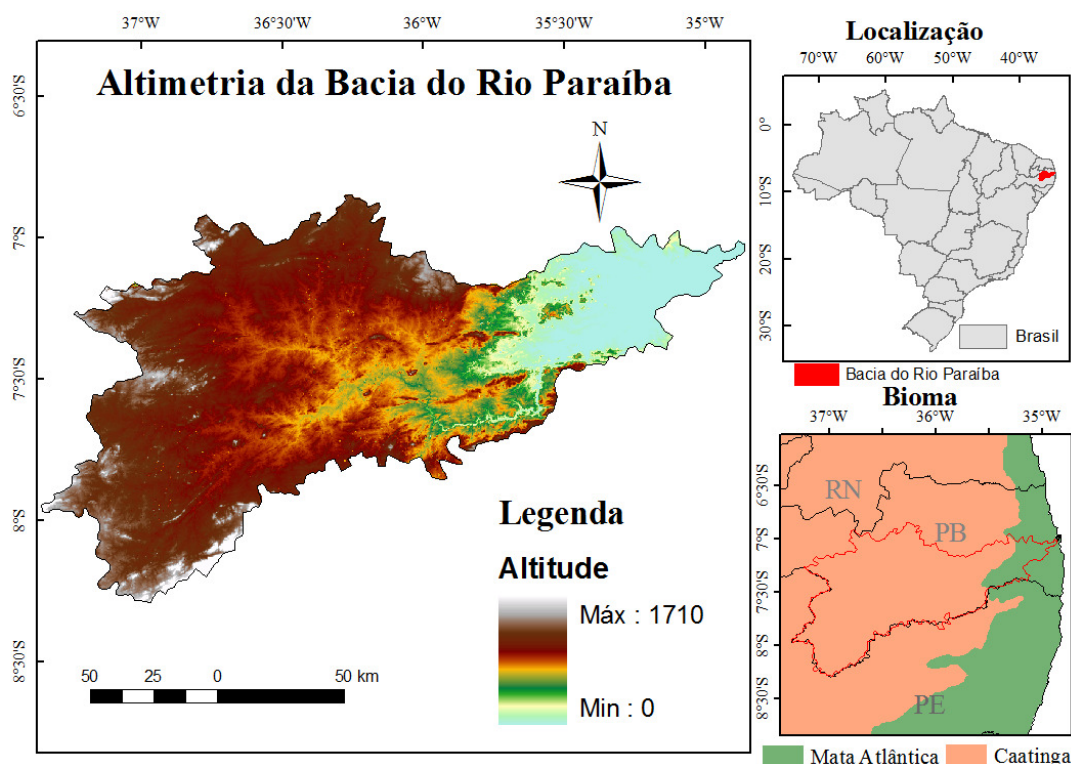 37°W 36°30'W 36°W 35°30'W 35°W
Altimetria da Bacia do Rio Paraíba
N
6°30'S
7°S
7°30'S
8°S
8°30'S
Legenda
Altitude
Máx : 1710
Min : 0
50 25 0 50 km
Localização
70°W 60°W 50°W 40°W
0°
10°S
20°S
30°S
Brasil
Bacia do Rio Paraíba
Bioma
37°W 36°W 35°W
6°30'S
7°S
7°30'S
8°S
8°30'S
RN
PB
PE
Mata Atlântica Caatinga